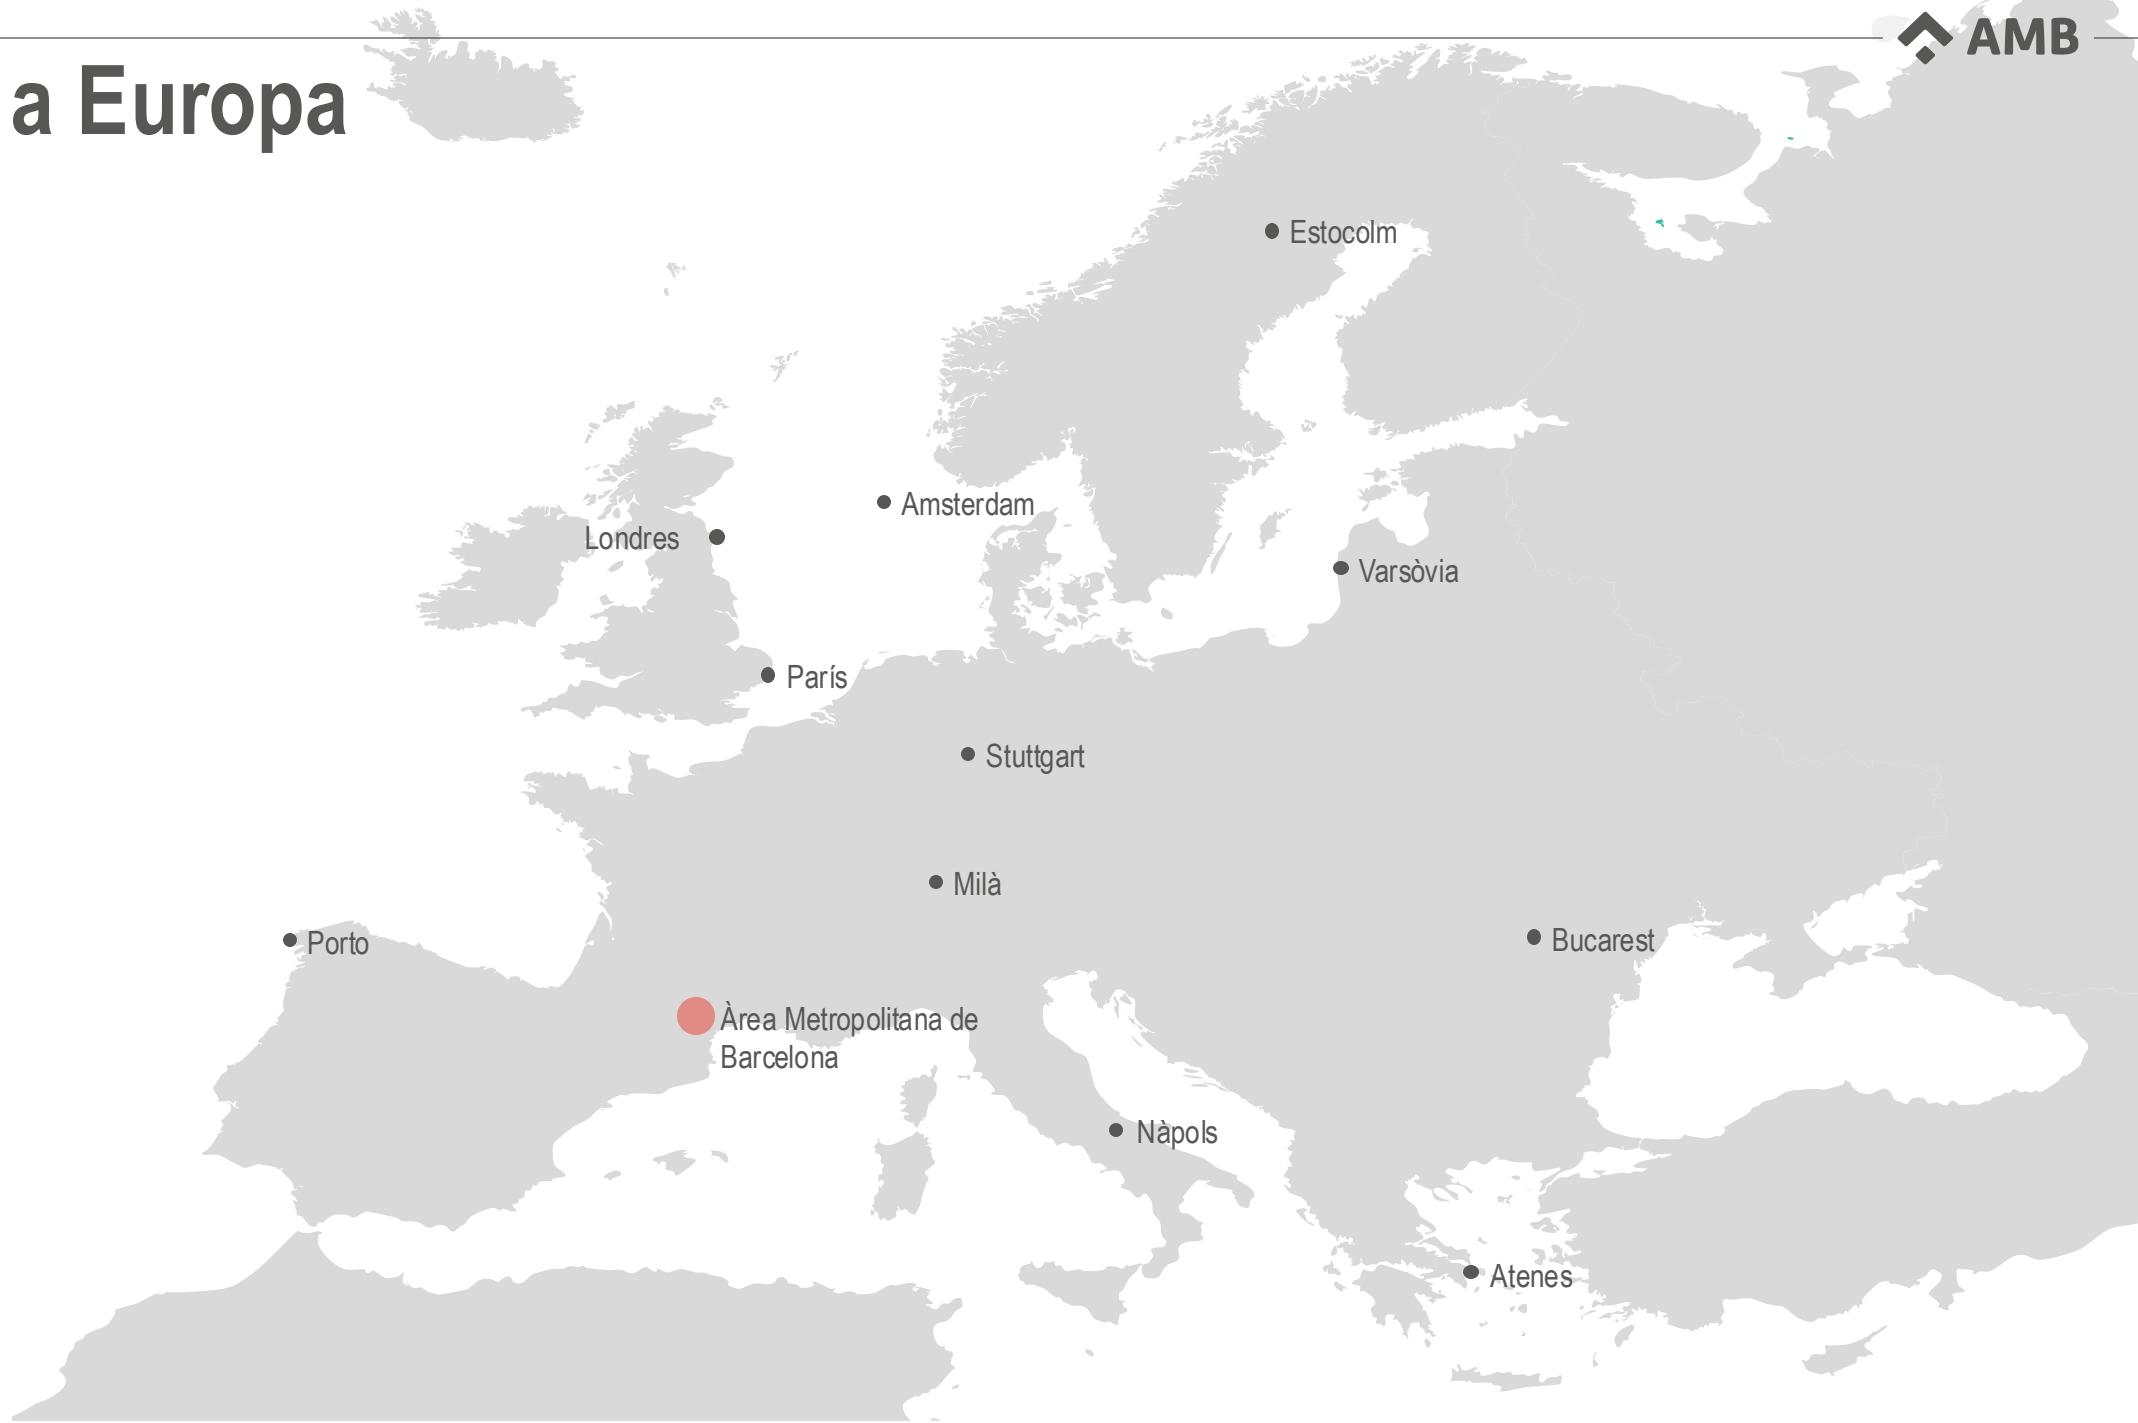 AMB
a Europa
Estocolm
Amsterdam
Londres
Varsòvia
París
Stuttgart
Milà
Porto
Bucarest
Àrea Metropolitana de
Barcelona
Nàpols
Atenes